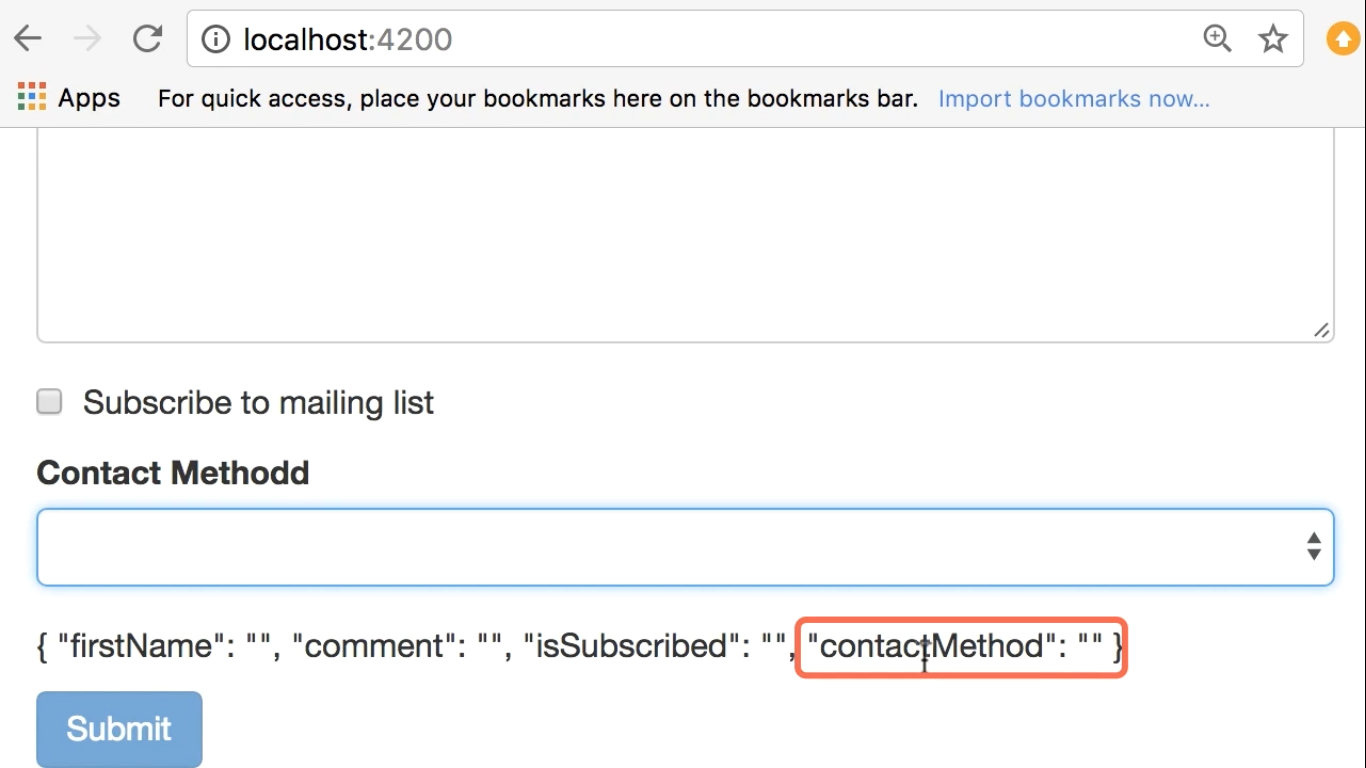 localhost:4200
Apps For quick access, place your bookmarks here on the bookmarks bar. Import bookmarks now...
Subscribe to mailing list
Contact Methodd
{ "firstName": "", "comment": "", "isSubscribed": "", "contactMethod": "" }
Submit